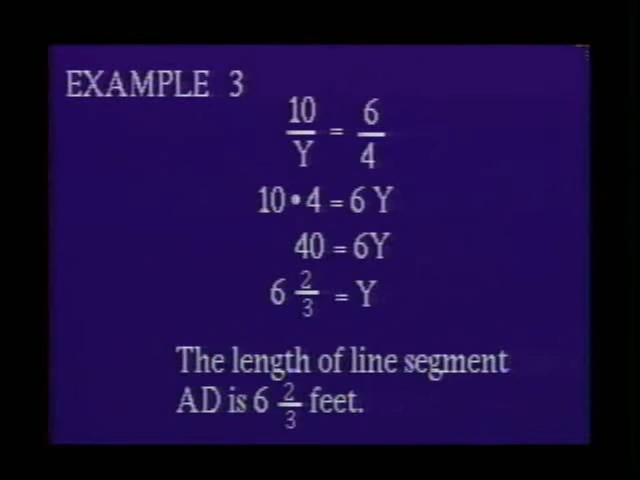 EXAMPLE 3
10/Y = 6/4
10•4 = 6Y
40 = 6Y
6 2/3 = Y
The length of line segment
AD is 6 2/3 feet.